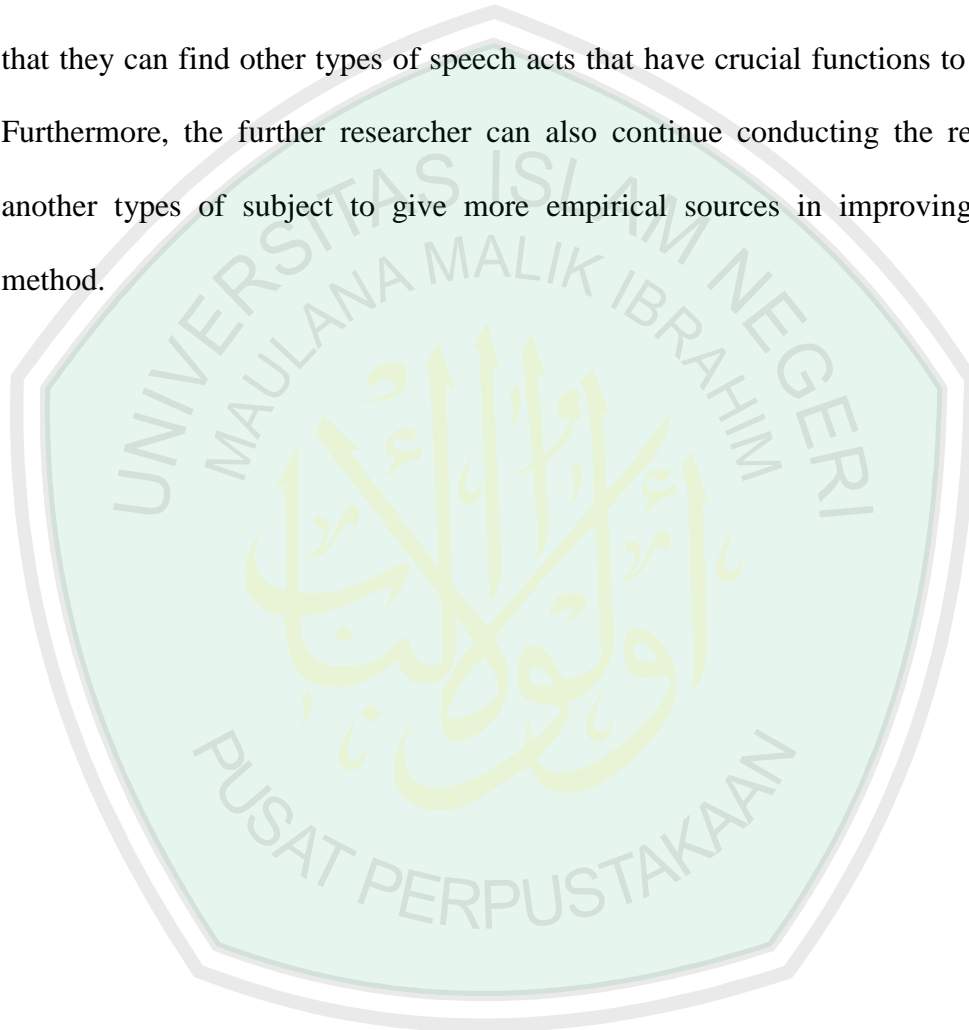 that they can find other types of speech acts that have crucial functions to
Furthermore, the further researcher can also continue conducting the re
another types of subject to give more empirical sources in improving
method.
UNIVERSITAS ISLAM NEGERI
MAULANA MALIK IBRAHIM
أولوا الألباب
PUSAT PERPUSTAKAAN